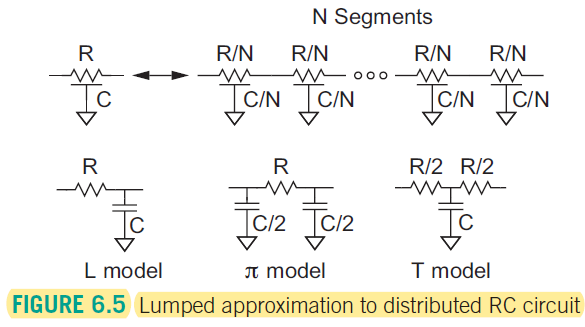 N Segments
R R/N R/N R/N R/N
C C/N C/N C/N C/N
R R R/2 R/2
C C/2 C/2 C
L model π model T model
FIGURE 6.5 Lumped approximation to distributed RC circuit